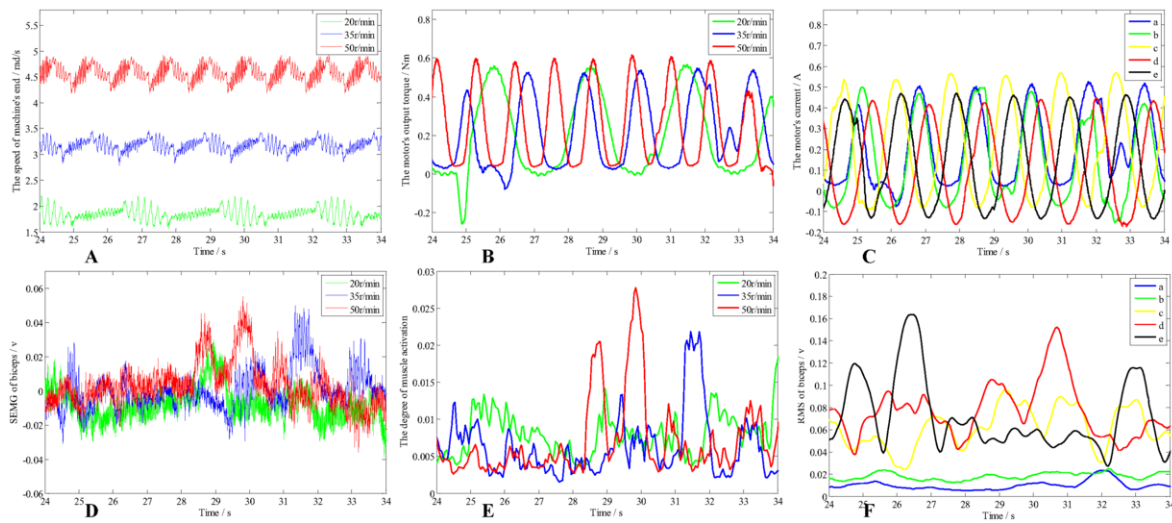 The speed of machine's end / rad/s
5.5
5
4.5
4
3.5
3
2.5
2
1.5
20r/min
35r/min
50r/min
24 25 26 27 28 29 30 31 32 33 34
A
Time / s
The motor's output torque / Nm
0.8
0.6
0.4
0.2
0
-0.2
20r/min
35r/min
50r/min
24 25 26 27 28 29 30 31 32 33 34
B
Time / s
The motor's current / A
0.8
0.7
0.6
0.5
0.4
0.3
0.2
0.1
0
-0.1
0.2
a
b
c
d
e
24 25 26 27 28 29 30 31 32 33 34
C
Time / s
SEMG of biceps / v
0.06
0.04
0.02
0
-0.02
-0.04
-0.06
20r/min
35r/min
50r/min
24 25 26 27 28 29 30 31 32 33 34
D
Time / s
The degree of muscle activation
0.03
0.025
0.02
0.015
0.01
0.005
0
20r/min
35r/min
50r/min
24 25 26 27 28 29 30 31 32 33 34
E
Time / s
RMS of biceps / v
0.2
0.18
0.16
0.14
0.12
0.10
0.08
0.06
0.04
0.02
0
a
b
c
d
e
24 25 26 27 28 29 30 31 32 33 34
F
Time / s